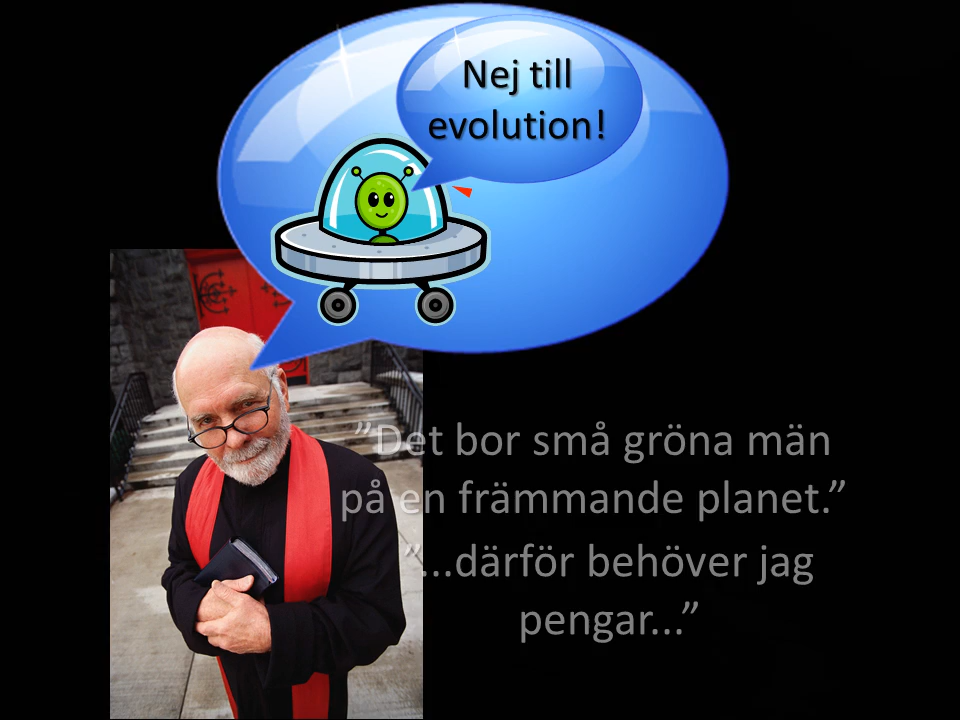 Nej till
evolution!
”Det bor små gröna män
på en främmande planet.”
”...därför behöver jag
pengar...”